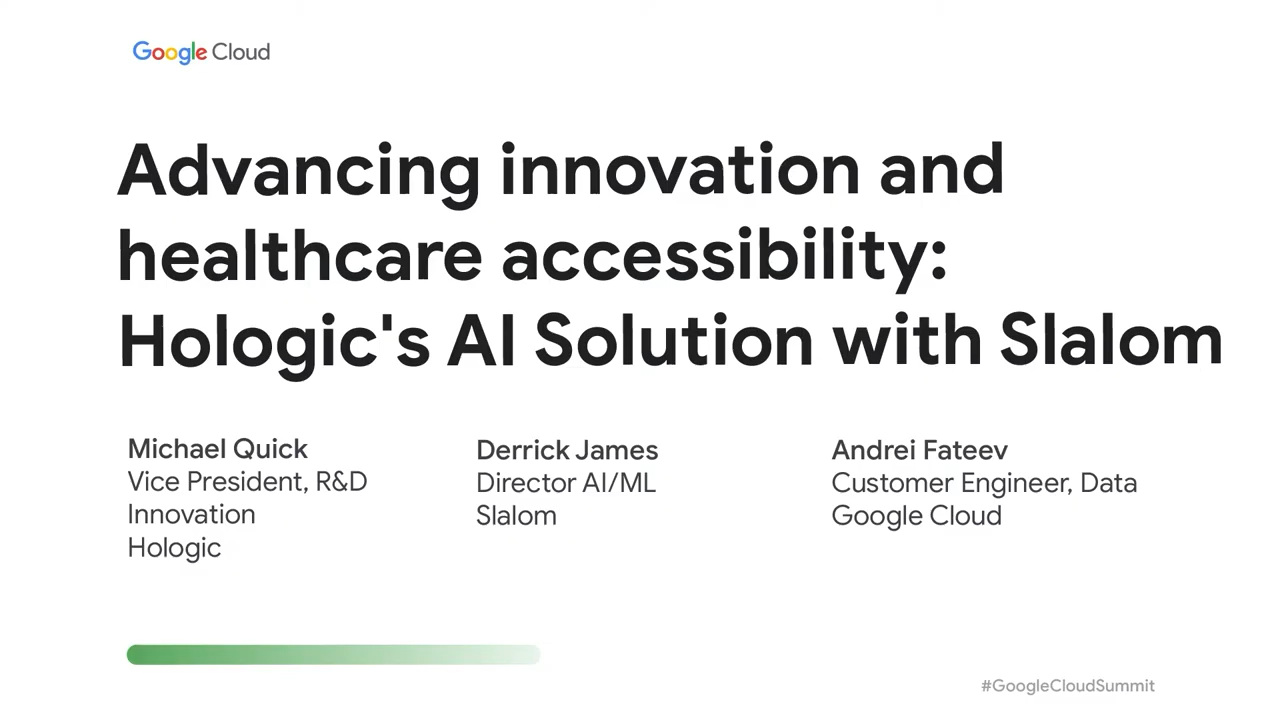 Google Cloud
Advancing innovation and
healthcare accessibility:
Hologic's AI Solution with Slalom
Michael Quick
Vice President, R&D
Innovation
Hologic
Derrick James
Director AI/ML
Slalom
Andrei Fateev
Customer Engineer, Data
Google Cloud
#GoogleCloudSummit